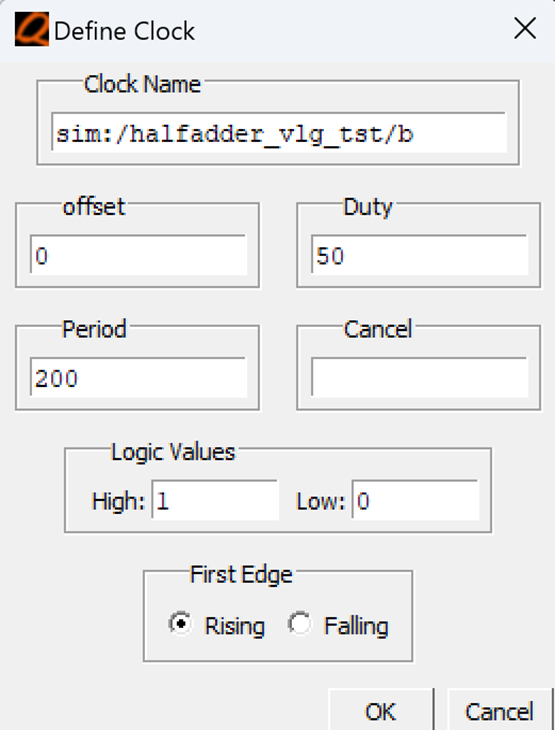 Define Clock
Clock Name
sim:/halfadder_vlg_tst/b
offset
0
Duty
50
Period
200
Cancel
Logic Values
High: 1 Low: 0
First Edge
Rising Falling
OK Cancel